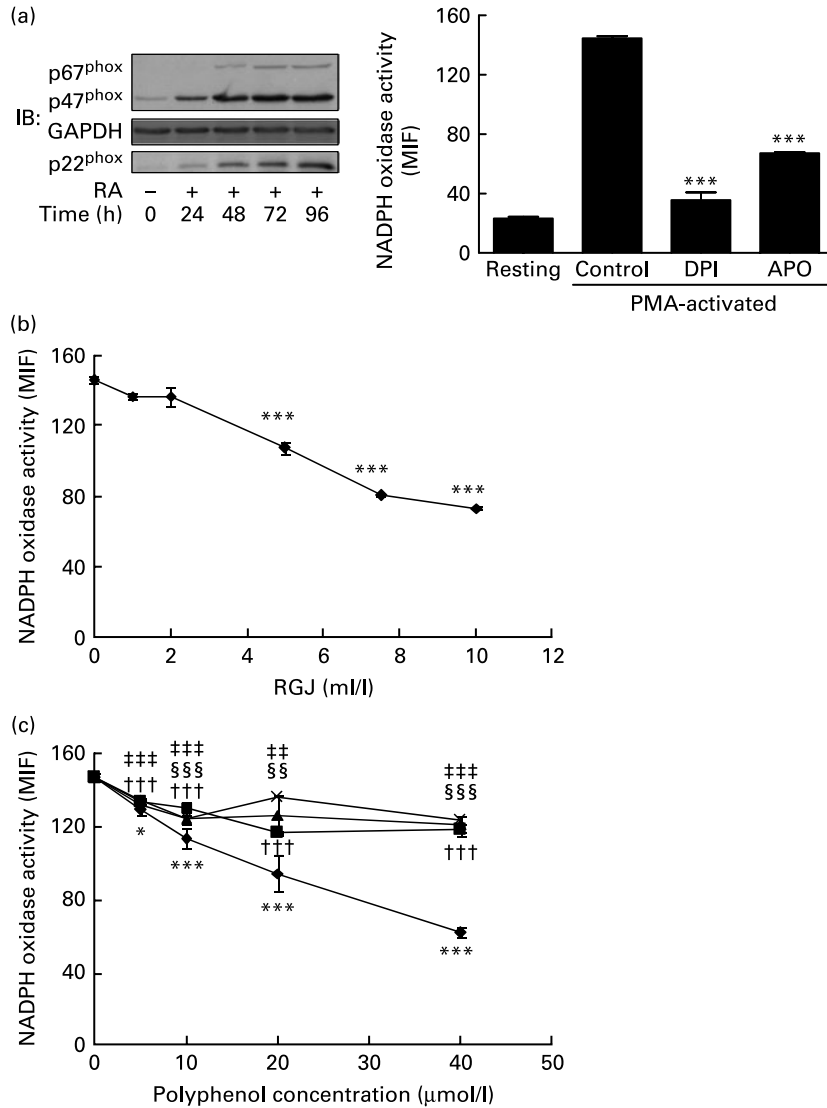 (a)
p67phox
p47phox
IB:
GAPDH
p22phox
RA – + + + +
Time (h) 0 24 48 72 96
NADPH oxidase activity
(MIF)
160
120
80
40
0
***
***
Resting Control DPI APO
PMA-activated
(b)
NADPH oxidase activity (MIF)
160
120
80
40
0
***
***
***
0 2 4 6 8 10 12
RGJ (ml/l)
(c)
NADPH oxidase activity (MIF)
160
120
80
40
0
‡‡‡
†††
*
‡‡‡
§§§
†††
***
‡‡
§§
†††
***
‡‡‡
§§§
†††
***
0 10 20 30 40 50
Polyphenol concentration (μmol/l)